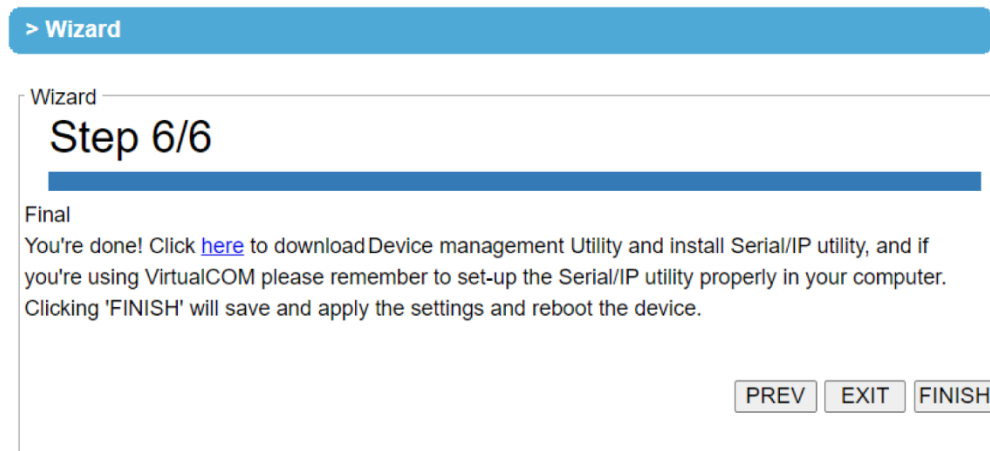 > Wizard
Wizard
Step 6/6
Final
You're done! Click here to download Device management Utility and install Serial/IP utility, and if
you're using VirtualCOM please remember to set-up the Serial/IP utility properly in your computer.
Clicking 'FINISH' will save and apply the settings and reboot the device.
PREV EXIT FINISH